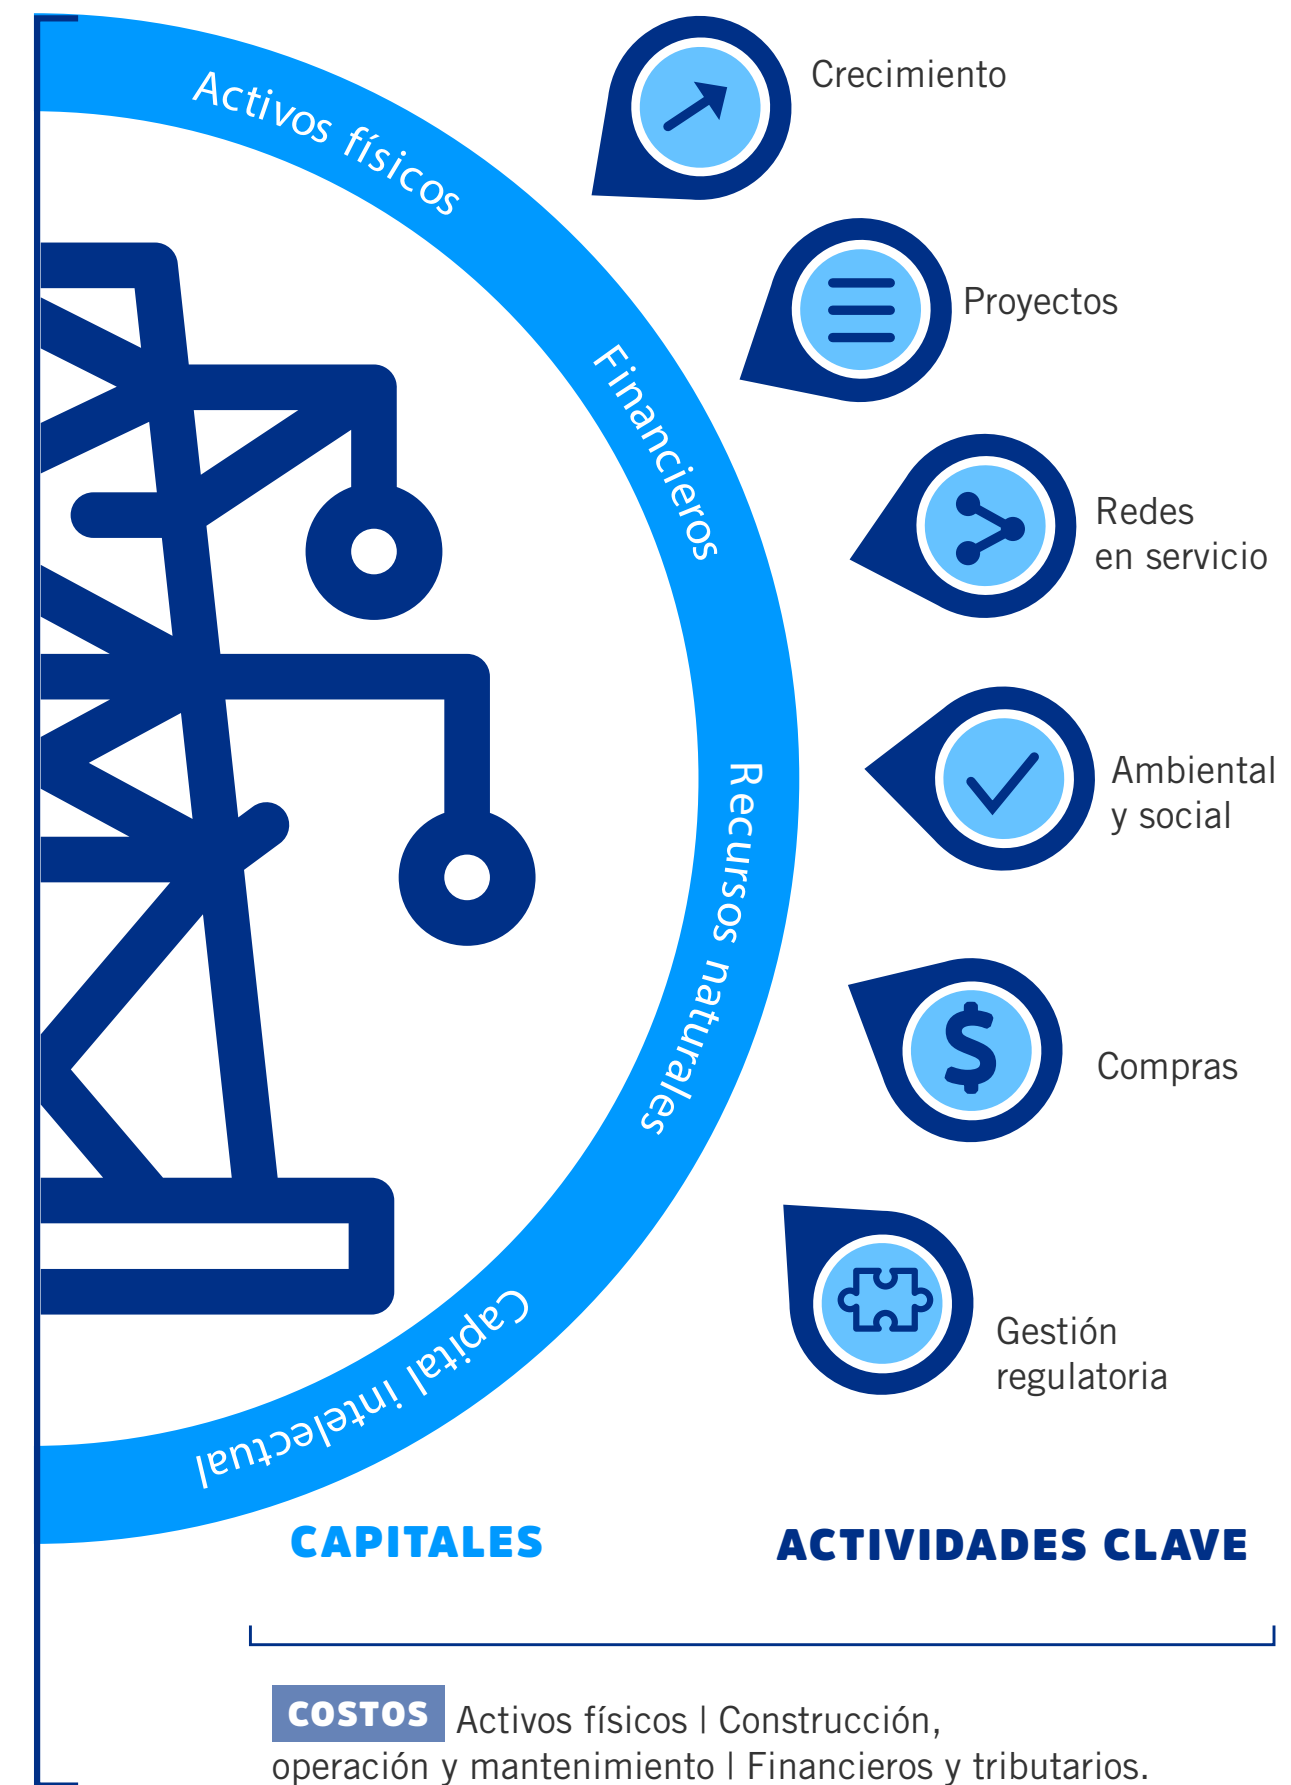 Activos físicos
Financieros
Recursos naturales
Capital intelectual
Crecimiento
Proyectos
Redes
en servicio
Ambiental
y social
$
Compras
Gestión
regulatoria
CAPITALES
ACTIVIDADES CLAVE
COSTOS Activos físicos | Construcción,
operación y mantenimiento | Financieros y tributarios.